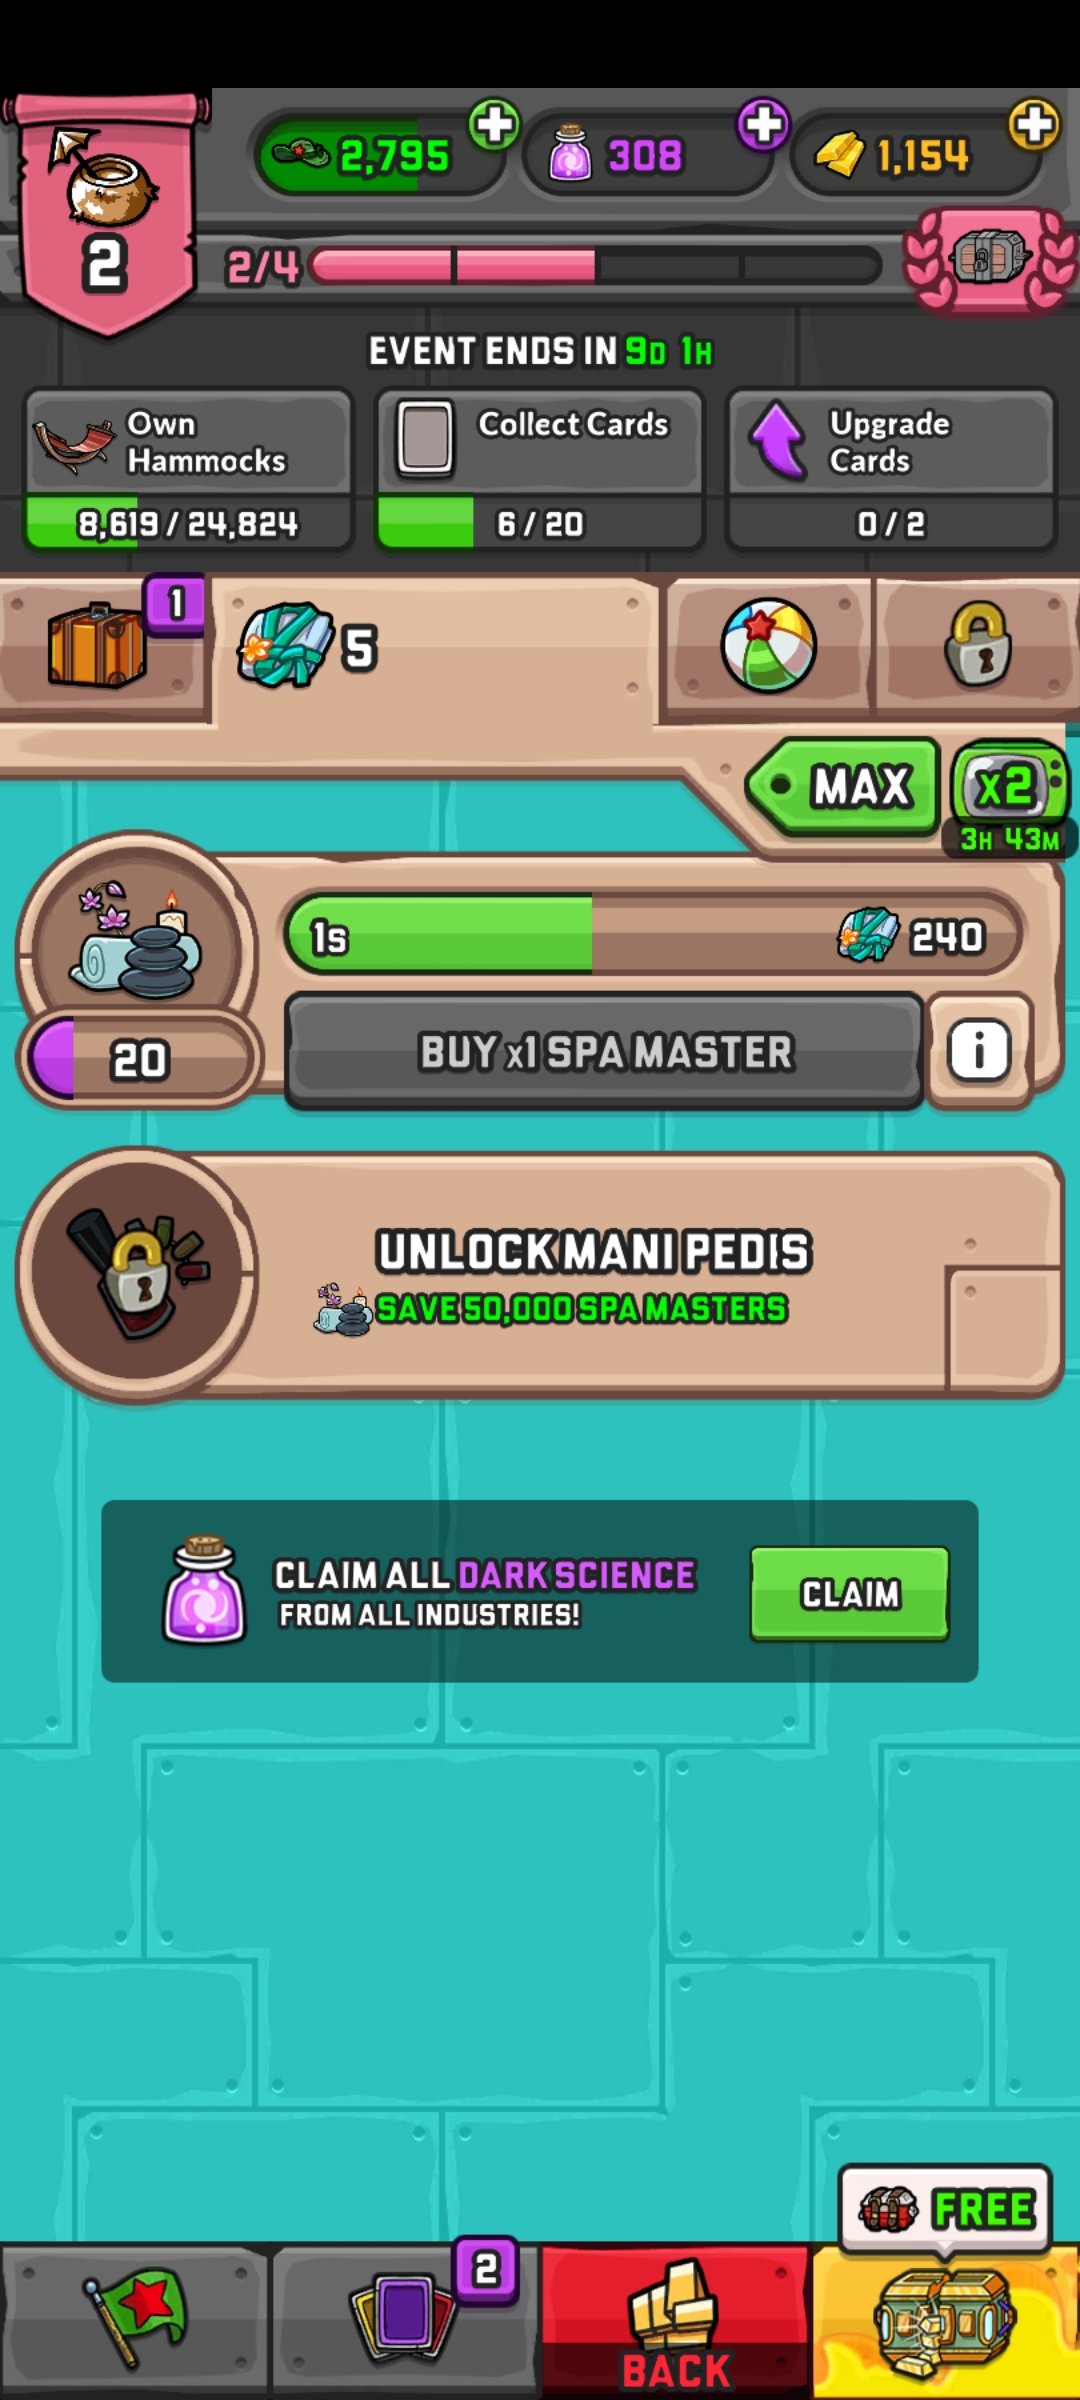 2,795
308
1,154
2
2/4
EVENT ENDS IN 9D 1H
Own
Hammocks
8,619 / 24,824
Collect Cards
6 / 20
Upgrade
Cards
0 / 2
1
5
MAX
x2
3H 43M
1s
240
20
BUY x1 SPA MASTER
i
UNLOCK MANI PEDIS
SAVE 50,000 SPA MASTERS
CLAIM ALL DARK SCIENCE
FROM ALL INDUSTRIES!
CLAIM
FREE
2
BACK